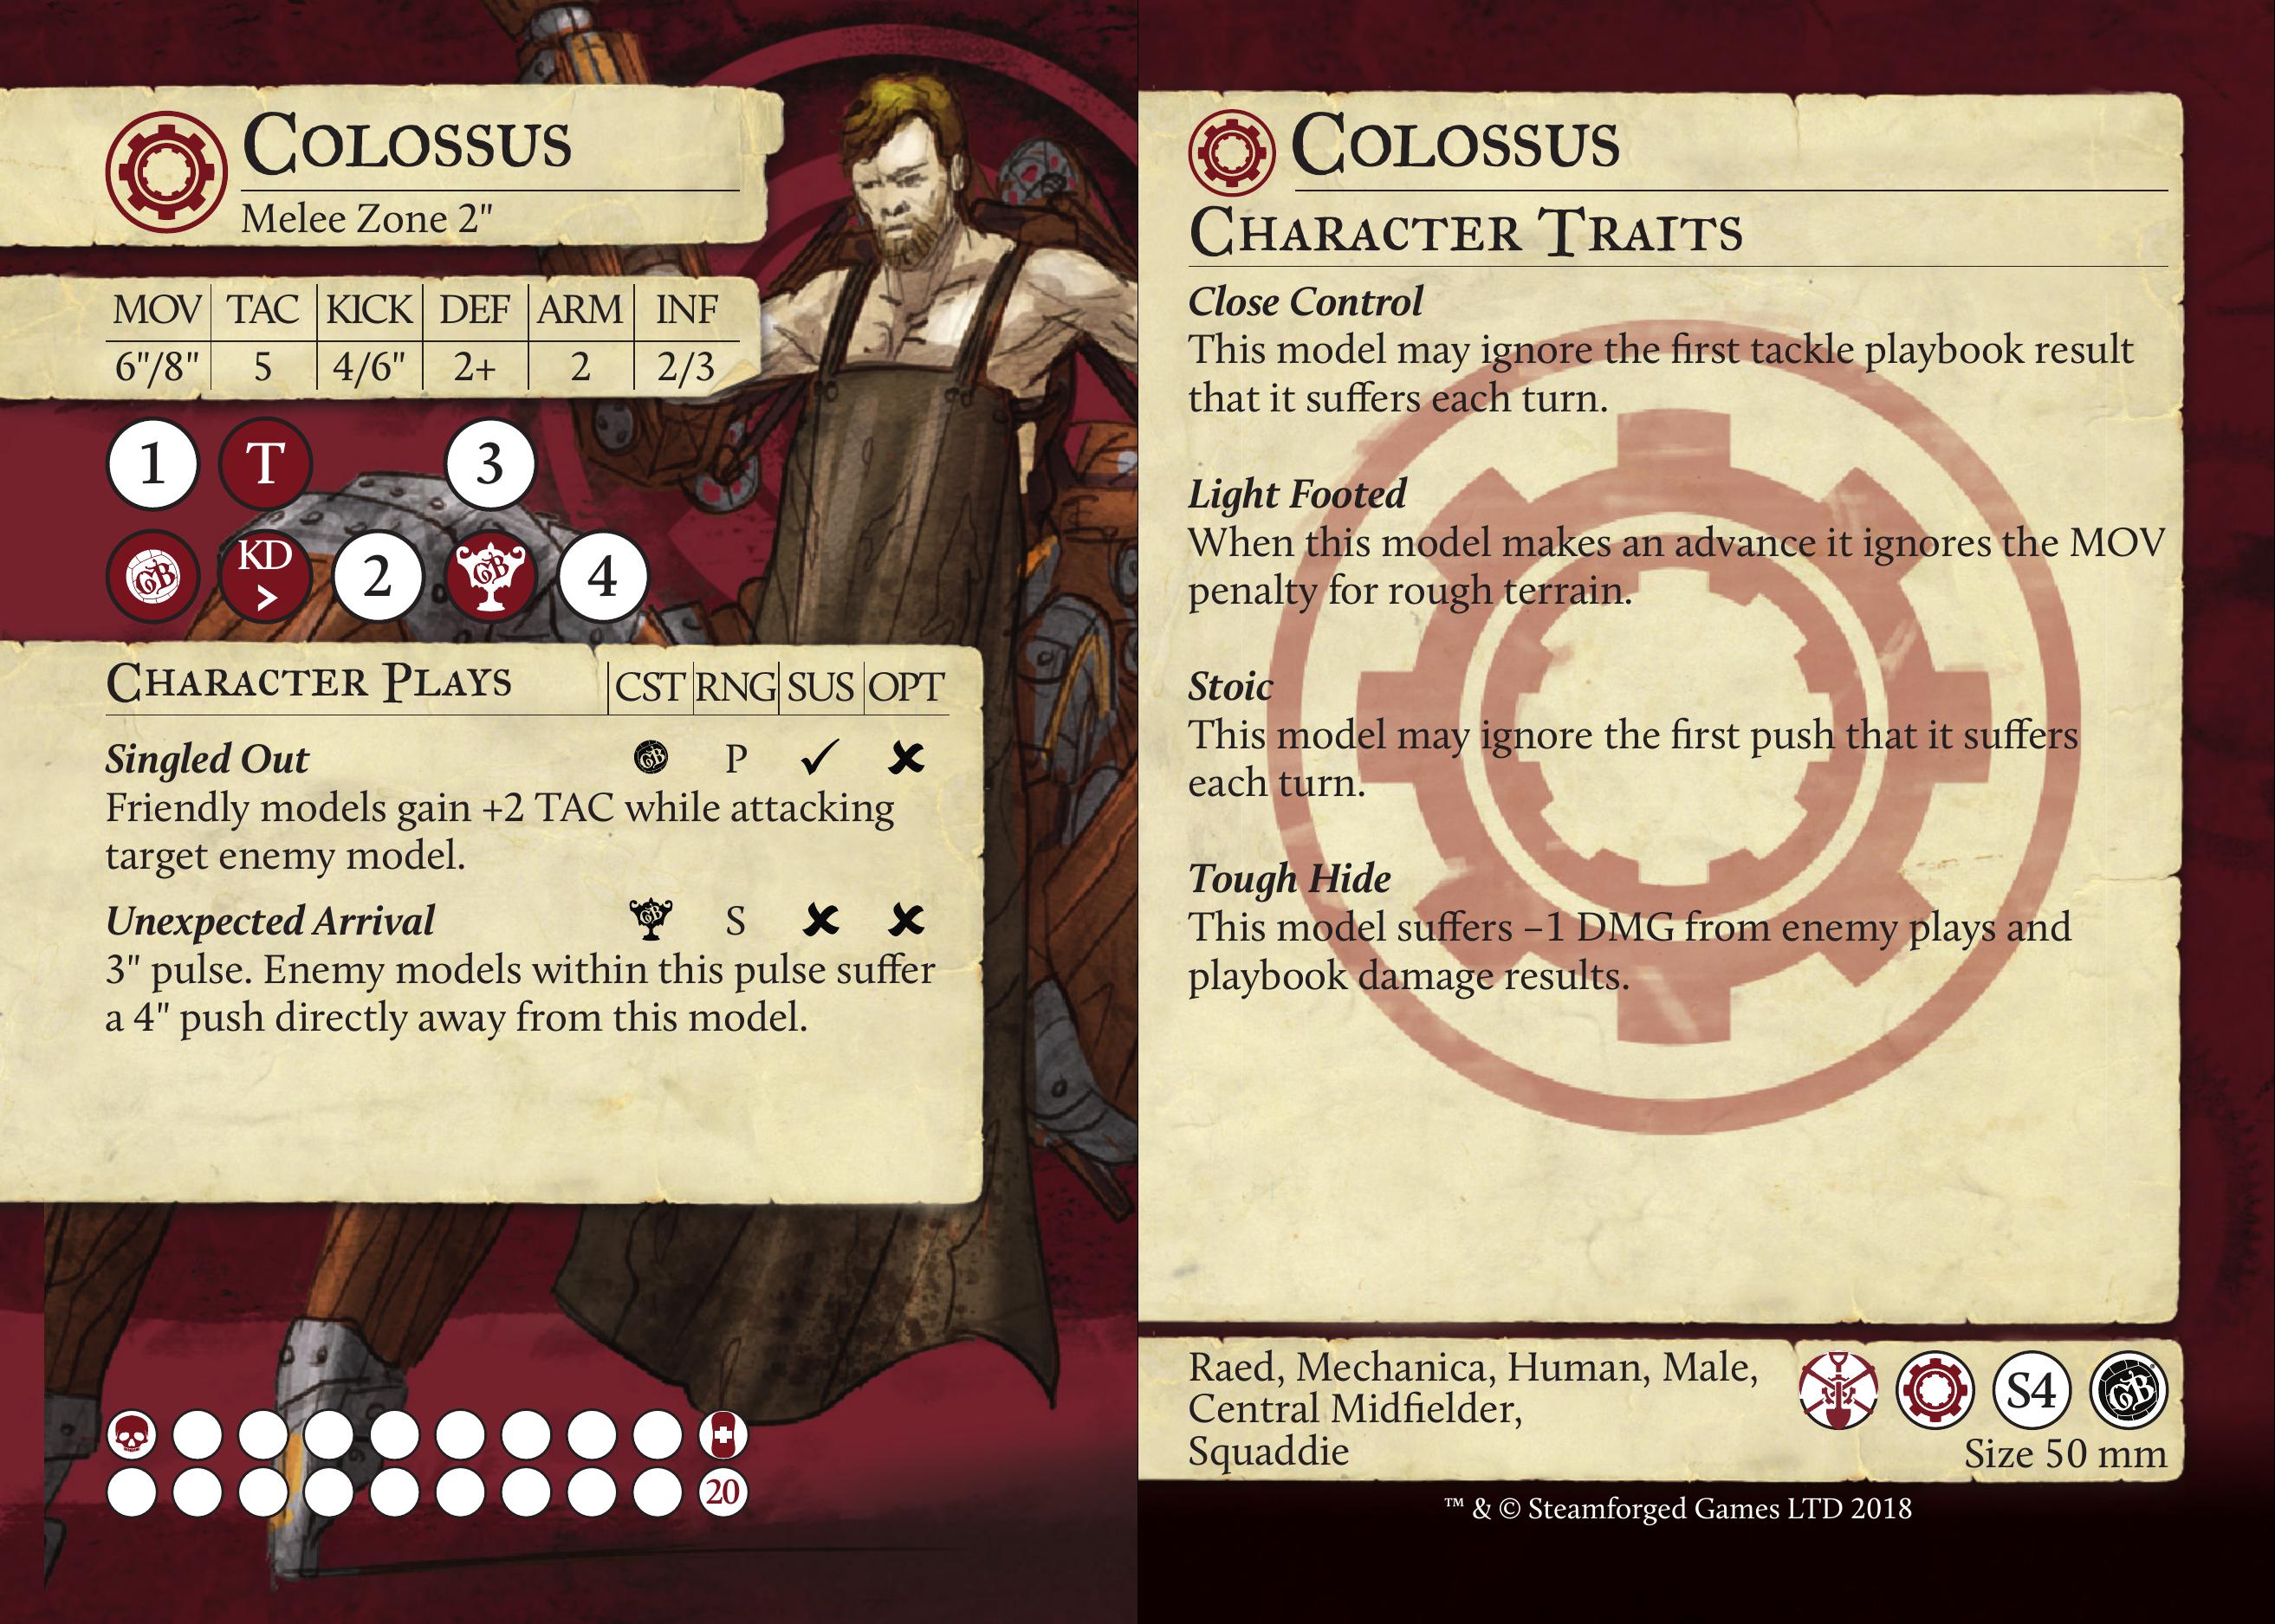 Colossus
Melee Zone 2"
MOV TAC KICK DEF ARM INF
6"/8" 5 4/6" 2+ 2 2/3
1 T 3
GB KD > 2 GB 4
Character Plays CST RNG SUS OPT
Singled Out GB P ✓ ✘
Friendly models gain +2 TAC while attacking
target enemy model.
Unexpected Arrival GB S ✘ ✘
3" pulse. Enemy models within this pulse suffer
a 4" push directly away from this model.
20
Colossus
Character Traits
Close Control
This model may ignore the first tackle playbook result
that it suffers each turn.
Light Footed
When this model makes an advance it ignores the MOV
penalty for rough terrain.
Stoic
This model may ignore the first push that it suffers
each turn.
Tough Hide
This model suffers –1 DMG from enemy plays and
playbook damage results.
Raed, Mechanica, Human, Male,
Central Midfielder,
Squaddie
S4 GB
Size 50 mm
™ & © Steamforged Games LTD 2018